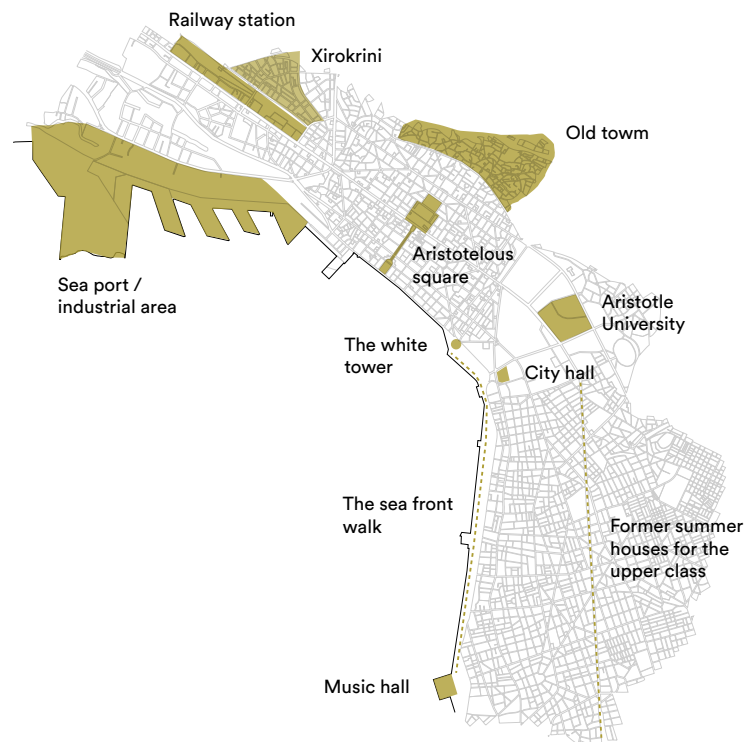 Railway station
Xirokrini
Old towm
Aristotelous
square
Sea port /
industrial area
Aristotle
University
The white
tower
City hall
The sea front
walk
Former summer
houses for the
upper class
Music hall